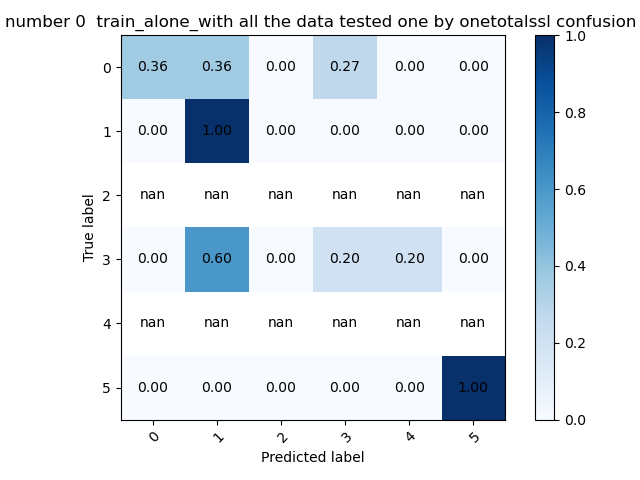 number 0  train_alone_with all the data tested one by onetotalssl confusion
0 0.36 0.36 0.00 0.27 0.00 0.00
1 0.00 1.00 0.00 0.00 0.00 0.00
2 nan nan nan nan nan nan
3 0.00 0.60 0.00 0.20 0.20 0.00
4 nan nan nan nan nan nan
5 0.00 0.00 0.00 0.00 0.00 1.00
0 1 2 3 4 5
True label
Predicted label
1.0
0.8
0.6
0.4
0.2
0.0